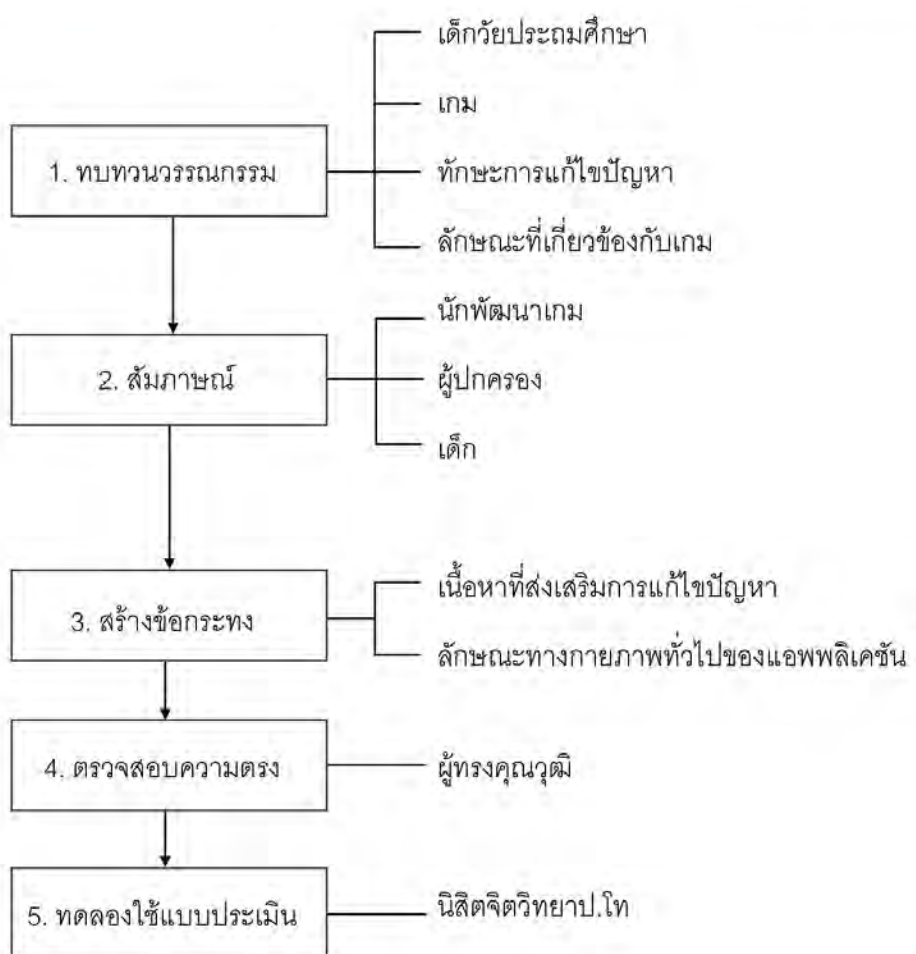 เด็กวัยประถมศึกษา
เกม
1. ทบทวนวรรณกรรม
ทักษะการแก้ไขปัญหา
ลักษณะที่เกี่ยวข้องกับเกม
นักพัฒนาเกม
2. สัมภาษณ์
ผู้ปกครอง
เด็ก
เนื้อหาที่ส่งเสริมการแก้ไขปัญหา
3. สร้างข้อกระทง
ลักษณะทางกายภาพทั่วไปของแอพพลิเคชัน
4. ตรวจสอบความตรง
ผู้ทรงคุณวุฒิ
5. ทดลองใช้แบบประเมิน
นิสิตจิตวิทยาป.โท